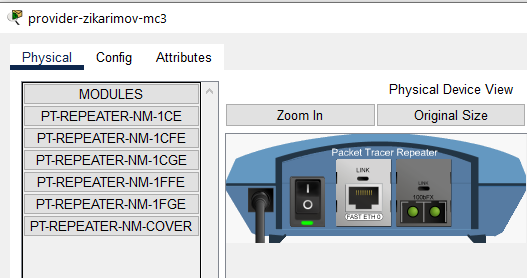 provider-zikarimov-mc3
Physical Config Attributes
MODULES
PT-REPEATER-NM-1CE
PT-REPEATER-NM-1CFE
PT-REPEATER-NM-1CGE
PT-REPEATER-NM-1FFE
PT-REPEATER-NM-1FGE
PT-REPEATER-NM-COVER
Physical Device View
Zoom In Original Size
Packet Tracer Repeater
LINK
FAST ETH 0
LINK
100bFX